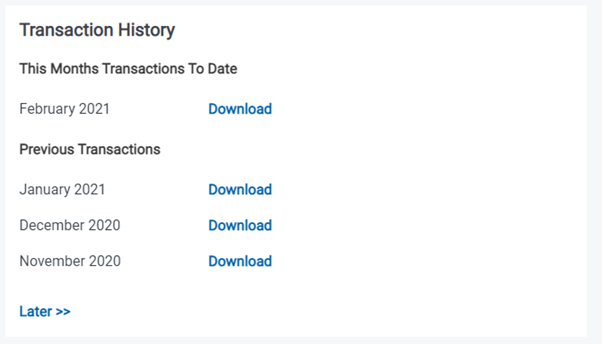 Transaction History
This Months Transactions To Date
February 2021 Download
Previous Transactions
January 2021 Download
December 2020 Download
November 2020 Download
Later >>